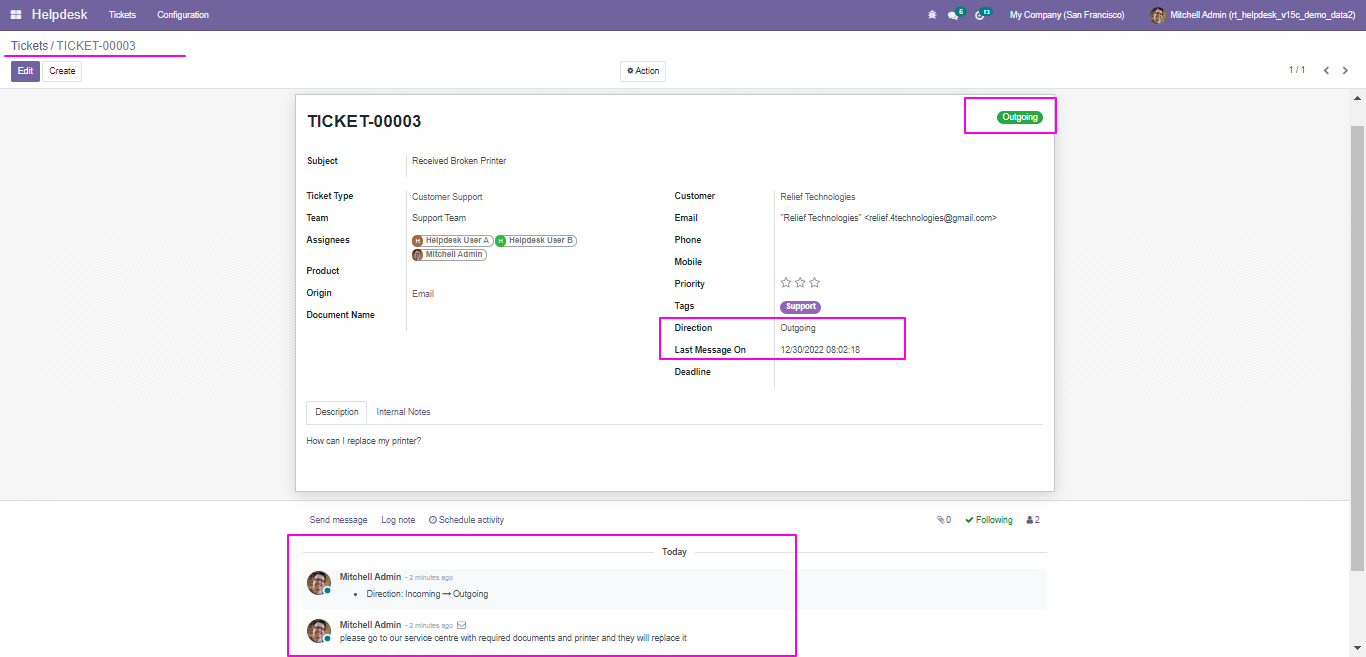 Helpdesk Tickets Configuration 6 13 My Company (San Francisco) Mitchell Admin (rt_helpdesk_v15c_demo_data2)
Tickets / TICKET-00003
Edit Create Action 1 / 1
TICKET-00003 Outgoing
Subject Received Broken Printer
Ticket Type Customer Support Customer Relief Technologies
Team Support Team Email "Relief Technologies" <relief.4technologies@gmail.com>
Assignees H Helpdesk User A H Helpdesk User B Phone
Mitchell Admin
Mobile
Product
Priority
Origin Email
Tags Support
Document Name
Direction Outgoing
Last Message On 12/30/2022 08:02:18
Deadline
Description Internal Notes
How can I replace my printer?
Send message Log note Schedule activity 0 Following 2
Today
Mitchell Admin - 2 minutes ago
Direction: Incoming → Outgoing
Mitchell Admin - 2 minutes ago
please go to our service centre with required documents and printer and they will replace it